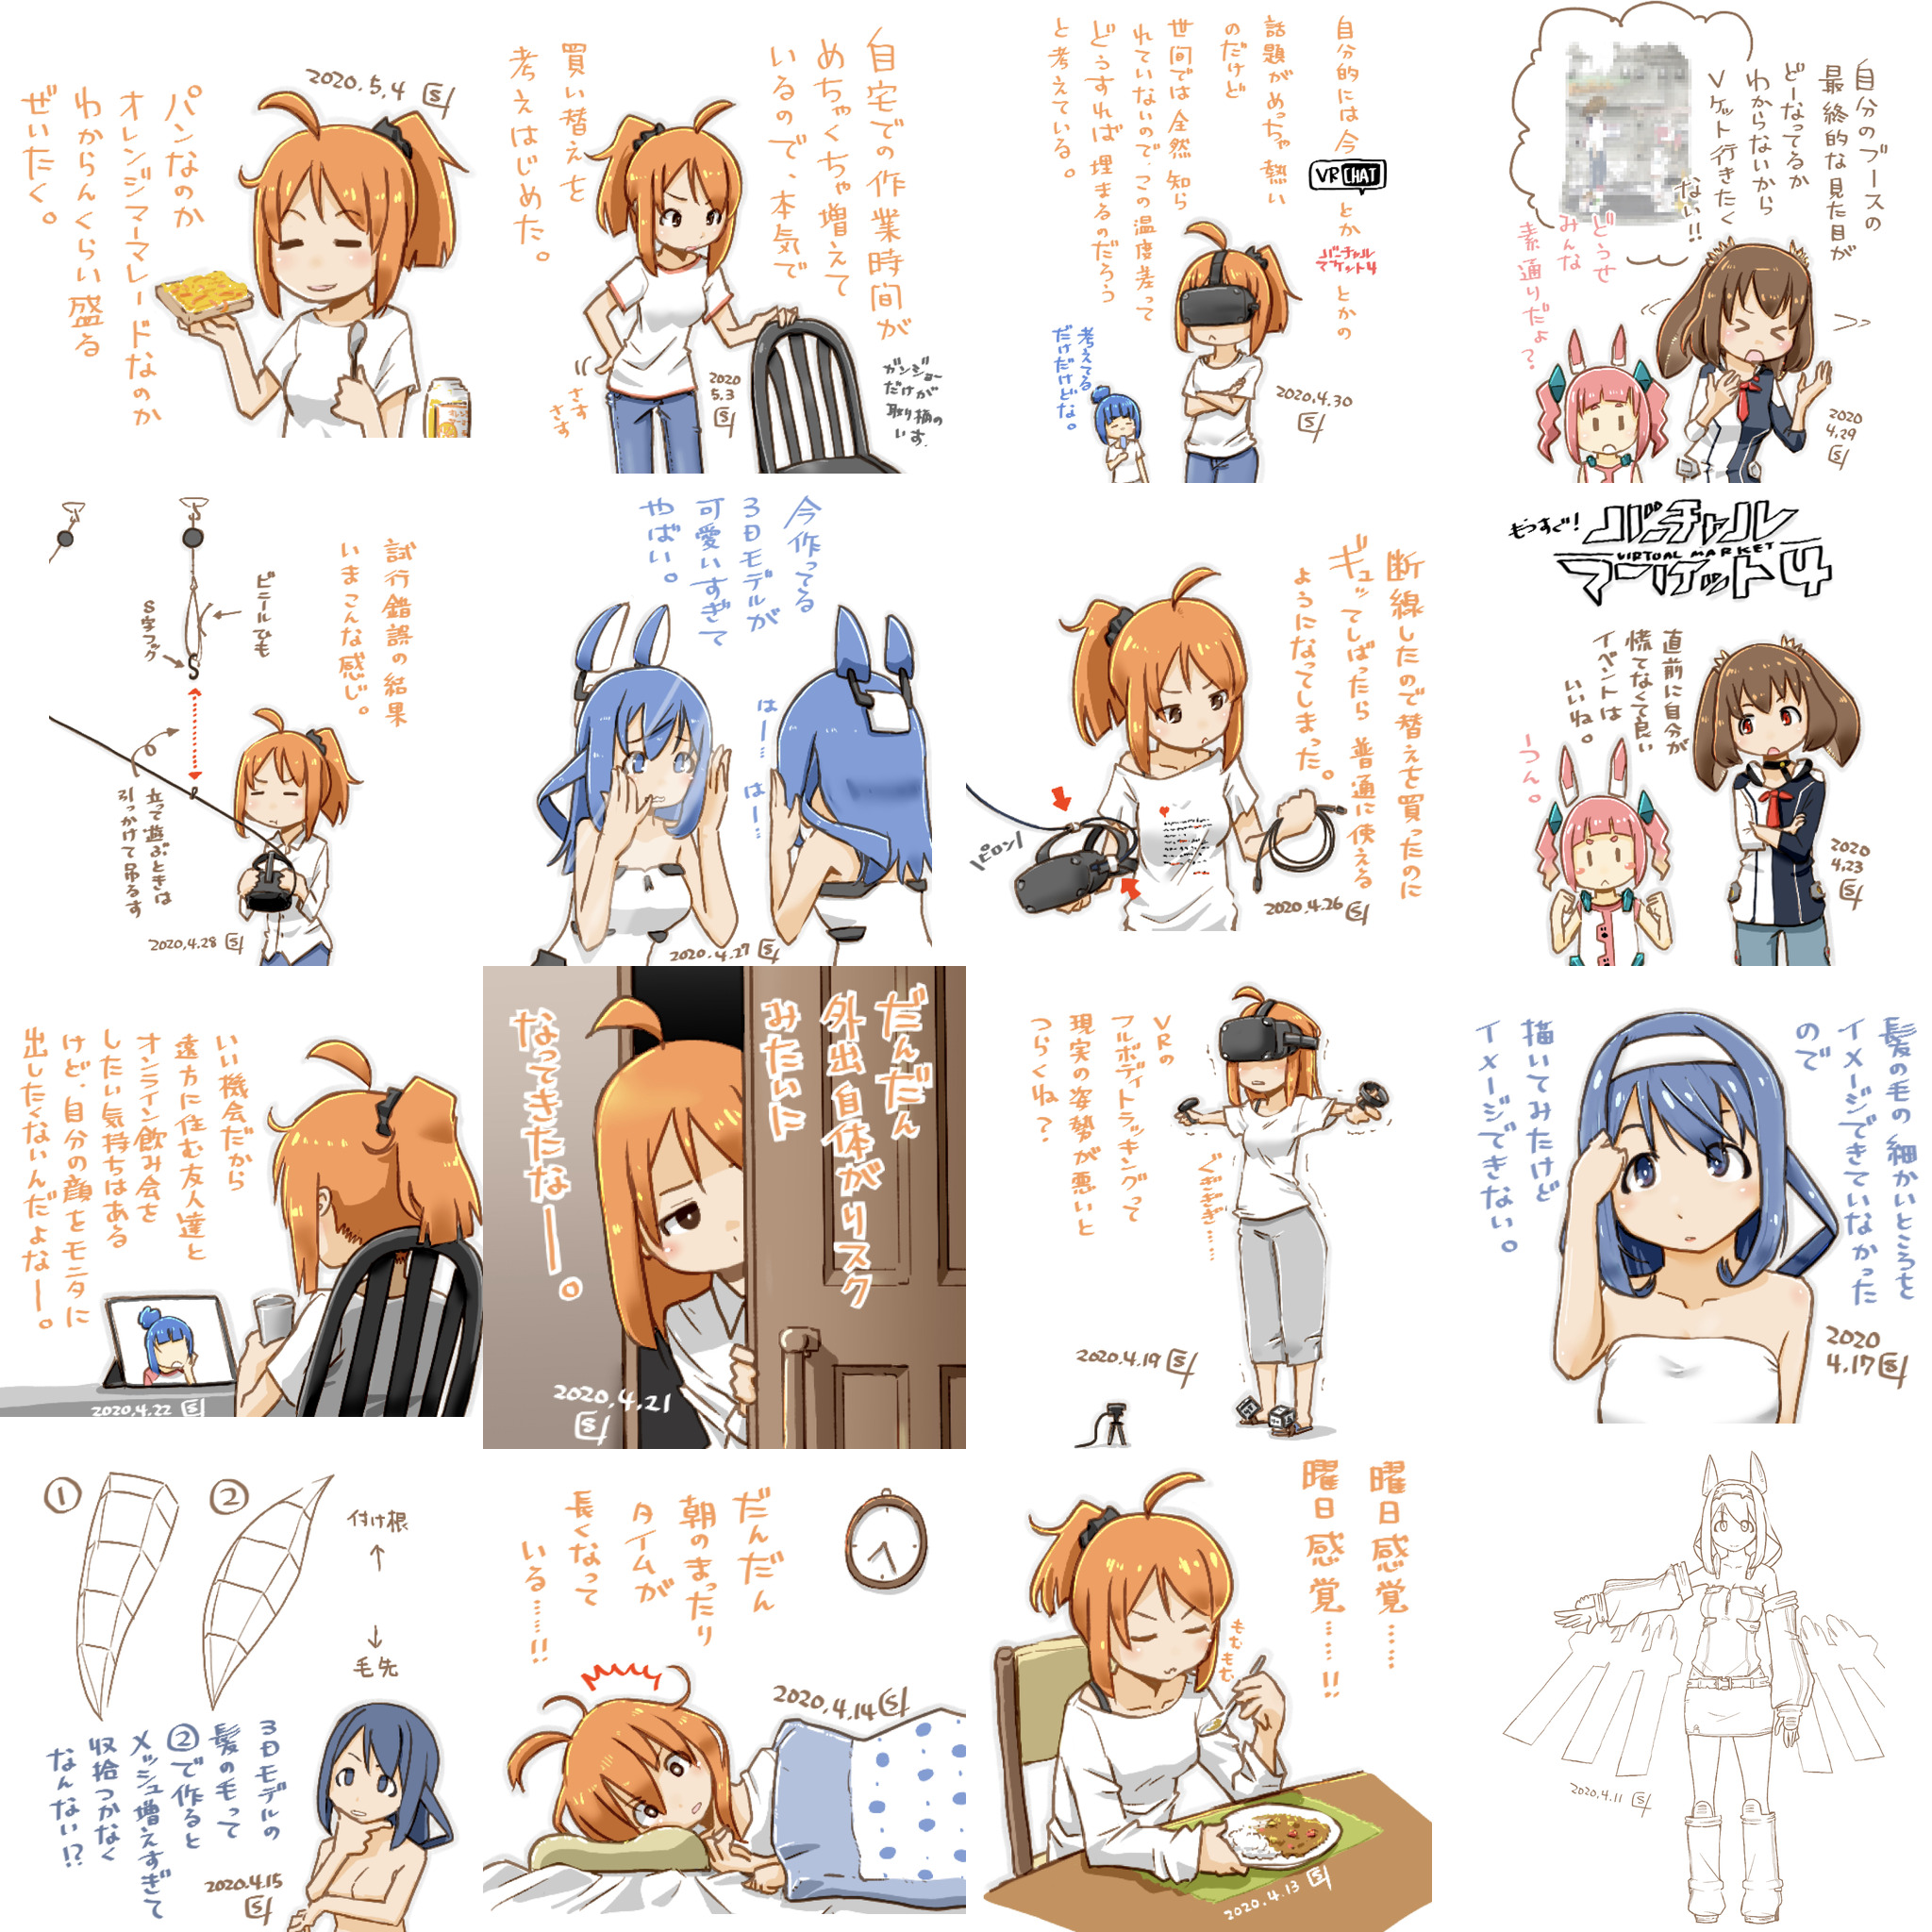 2020.5.4
パンなのか
オレンジマーマレードなのか
わからんくらい盛る
ぜいたく。
自宅での作業時間が
めちゃくちゃ増えて
いるので、本気で
買い替えを
考えはじめた。
さす
さす
2020
5.3
ガンジョー
だけが
取り柄の
いす.
自分的には今
VRCHAT
とか
バーチャル
マーケット4
とかの
話題がめっちゃ熱い
のだけど
世間では全然知ら
れていないので、この温度差って
どうすれば埋まるのだろう
と考えている。
考えてる
だけだけどな。
2020.4.30
自分のブースの
最終的な見た目が
どーなってるか
わからないから
Vケット行きたく
ない!!
どうせ
みんな
素通りだよ?
2020
4.29
試行錯誤の結果
いまこんな感じ。
ビニールひも
S字フック
立って遊ぶときは
引っかけて吊るす
2020.4.28
今作ってる
3Dモデルが
可愛いすぎて
やばい。
はー…
はー…
2020.4.27
断線したので替えを買ったのに
ギュッてしばったら普通に使える
ようになってしまった。
ピロン
2020.4.26
もうすぐ!
バーチャル
VIRTUAL MARKET
マーケット4
直前に自分が
慌てなくて良い
イベントは
いいね。
ーつん。
2020
4.23
いい機会だから
遠方に住む友人達と
オンライン飲み会を
したい気持ちはある
けど、自分の顔をモニタに
出したくないんだよなー。
2020.4.22
だんだん
外出自体がリスク
みたいに
なってきたなー。
2020.4.21
VRの
フルボディトラッキングって
現実の姿勢が悪いと
つらくね?
ぐぎぎぎ……
2020.4.19
髪の毛の細かいところを
イメージできていなかった
ので
描いてみたけど
イメージできない。
2020
4.17
①
②
付け根
毛先
3Dモデルの
髪の毛って
②で作ると
メッシュ増えすぎて
収拾つかなく
なんない!?
2020.4.15
だんだん
朝のまったり
タイムが
長くなって
いる……!!
2020.4.14
曜日感覚……
曜日感覚……!!
もむ
もむ
2020.4.13
2020.4.11